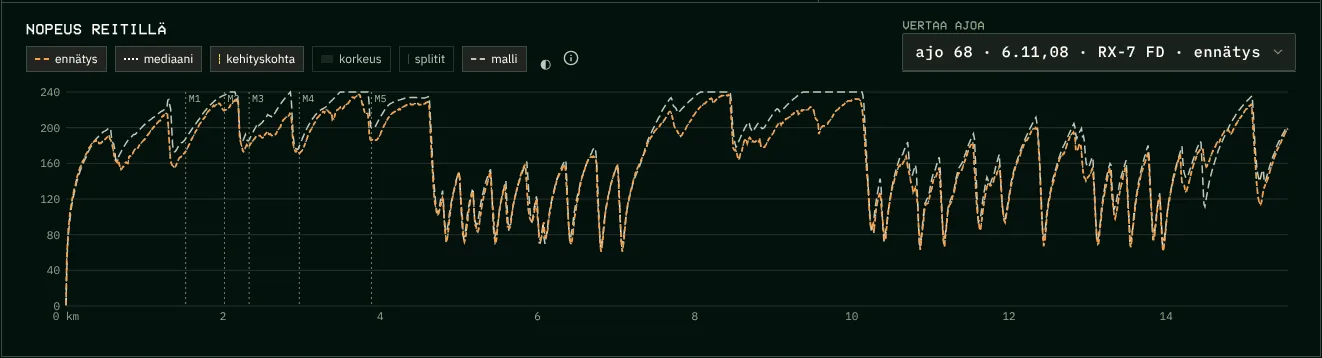 NOPEUS REITILLÄ
VERTAA AJOA
ennätys mediaani kehityskohta korkeus splitit malli
ajo 68 · 6.11,08 · RX-7 FD · ennätys
240
200
160
120
80
40
0
M1 M3 M4 M5
0 km 2 4 6 8 10 12 14